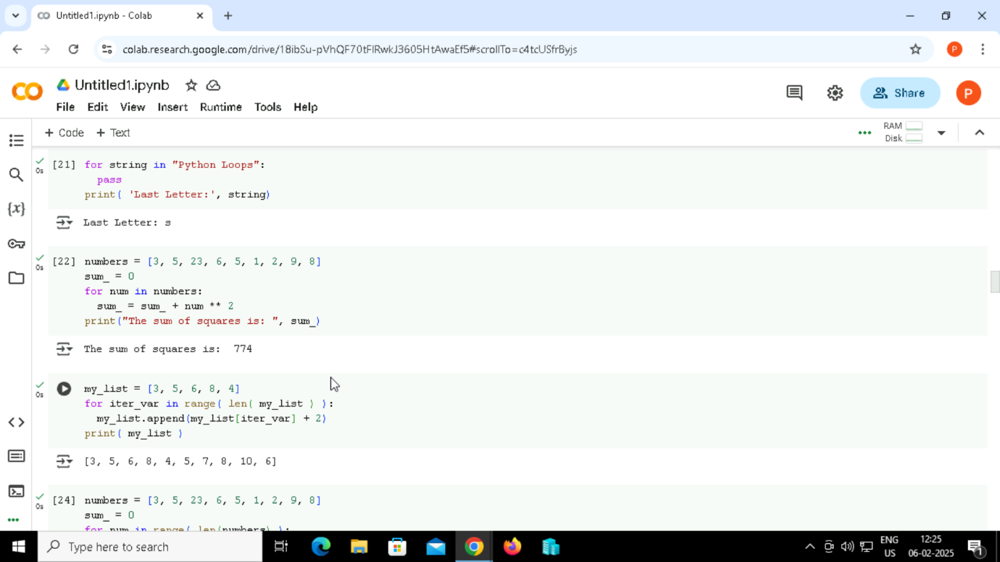 Untitled1.ipynb - Colab
colab.research.google.com/drive/18ibSu-pVhQF70tFlRwkJ3605HtAwaEf5#scrollTo=c4tcUSfrByjs
P
Untitled1.ipynb
File Edit View Insert Runtime Tools Help
Share
P
+ Code + Text
RAM
Disk
[21] for string in "Python Loops":
pass
print( 'Last Letter:', string)
0s
Last Letter: s
[22] numbers = [3, 5, 23, 6, 5, 1, 2, 9, 8]
0s
sum_ = 0
for num in numbers:
sum_ = sum_ + num ** 2
print("The sum of squares is: ", sum_)
The sum of squares is:  774
my_list = [3, 5, 6, 8, 4]
0s
for iter_var in range( len( my_list ) ):
my_list.append(my_list[iter_var] + 2)
print( my_list )
[3, 5, 6, 8, 4, 5, 7, 8, 10, 6]
[24] numbers = [3, 5, 23, 6, 5, 1, 2, 9, 8]
0s
sum_ = 0
for num in range( len(numbers) ):
Type here to search
ENG
US
12:25
06-02-2025
1